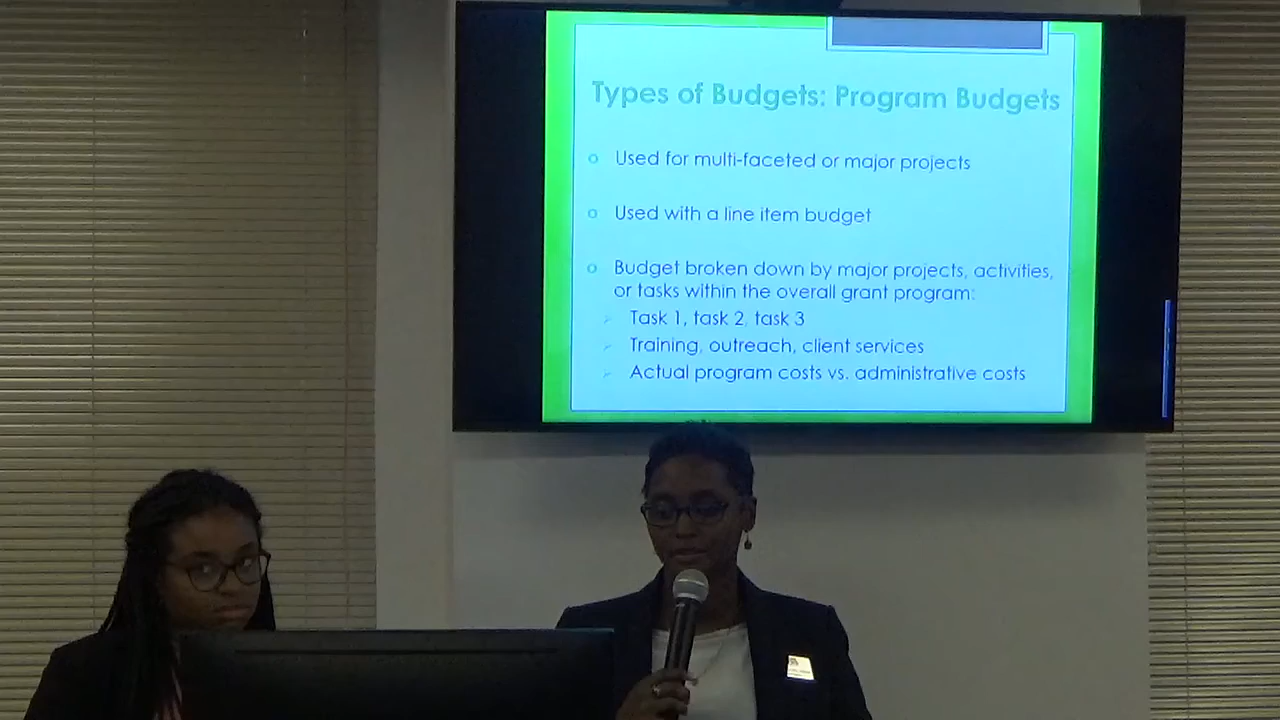 Types of Budgets: Program Budgets
o Used for multi-faceted or major projects
o Used with a line item budget
o Budget broken down by major projects, activities,
or tasks within the overall grant program:
Task 1, task 2, task 3
Training, outreach, client services
Actual program costs vs. administrative costs